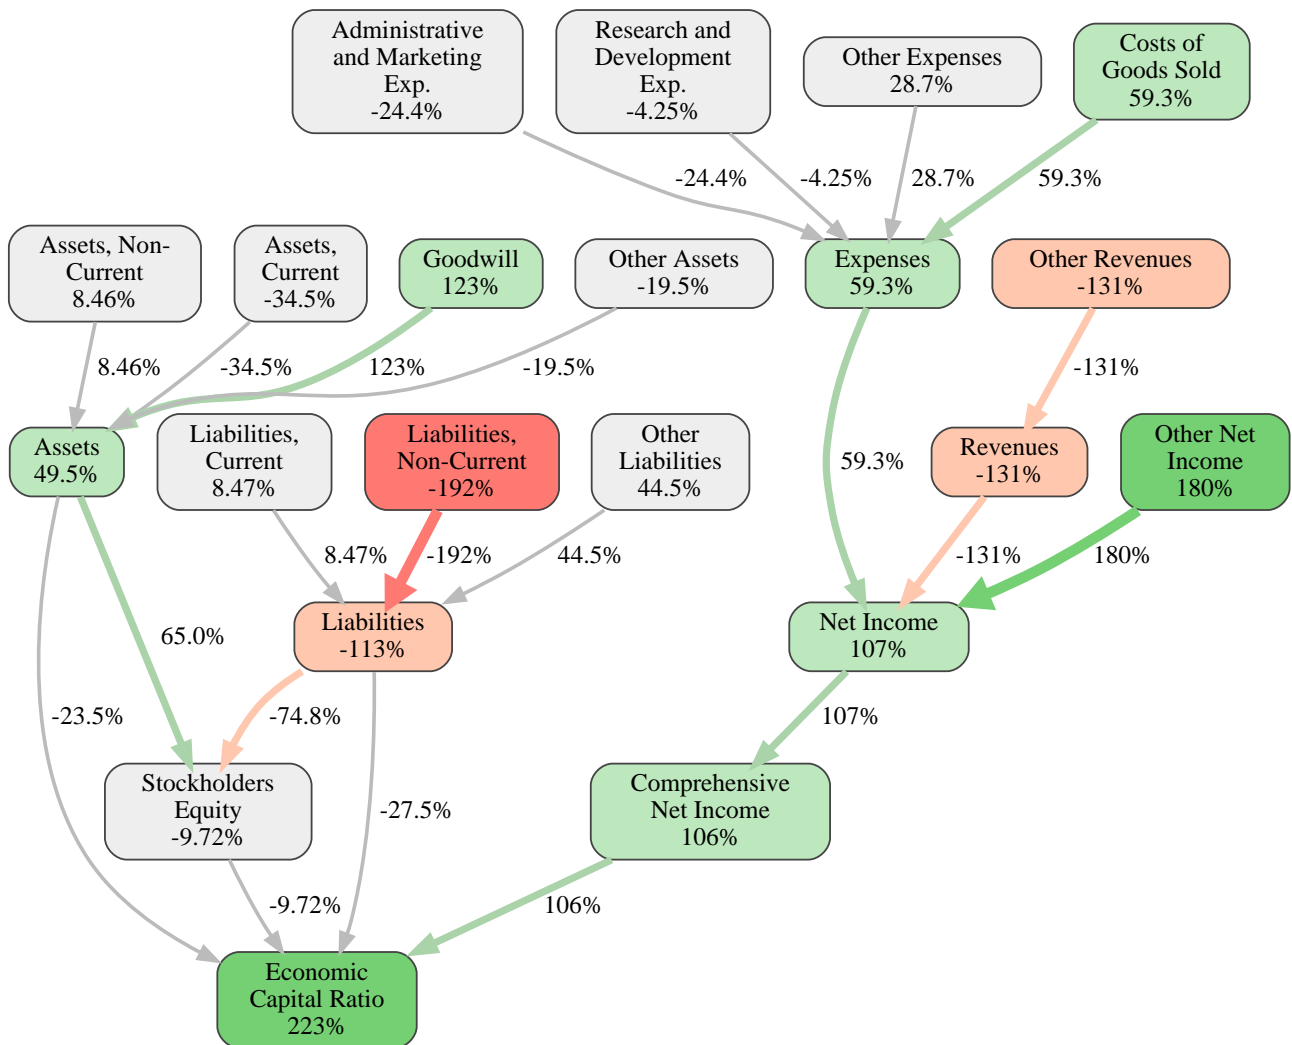 Administrative
and Marketing
Exp.
-24.4%
Research and
Development
Exp.
-4.25%
Other Expenses
28.7%
Costs of
Goods Sold
59.3%
-24.4%
-4.25%
28.7%
59.3%
Assets, Non-
Current
8.46%
Assets,
Current
-34.5%
Goodwill
123%
Other Assets
-19.5%
Expenses
59.3%
Other Revenues
-131%
8.46%
-34.5%
123%
-19.5%
-131%
Assets
49.5%
Liabilities,
Current
8.47%
Liabilities,
Non-Current
-192%
Other
Liabilities
44.5%
59.3%
Revenues
-131%
Other Net
Income
180%
8.47%
-192%
44.5%
-131%
180%
65.0%
Liabilities
-113%
Net Income
107%
-23.5%
-74.8%
107%
Stockholders
Equity
-9.72%
-27.5%
Comprehensive
Net Income
106%
-9.72%
106%
Economic
Capital Ratio
223%